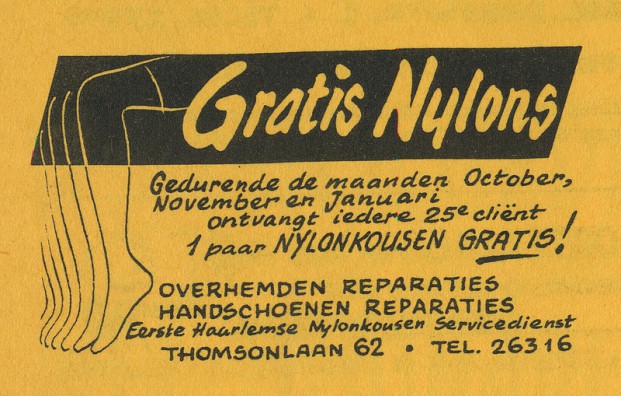 Gratis Nylons
Gedurende de maanden October,
November en Januari
ontvangt iedere 25e cliënt
1 paar NYLONKOUSEN GRATIS!
OVERHEMDEN REPARATIES
HANDSCHOENEN REPARATIES
Eerste Haarlemse Nylonkousen Servicedienst
THOMSONLAAN 62 • TEL. 26316